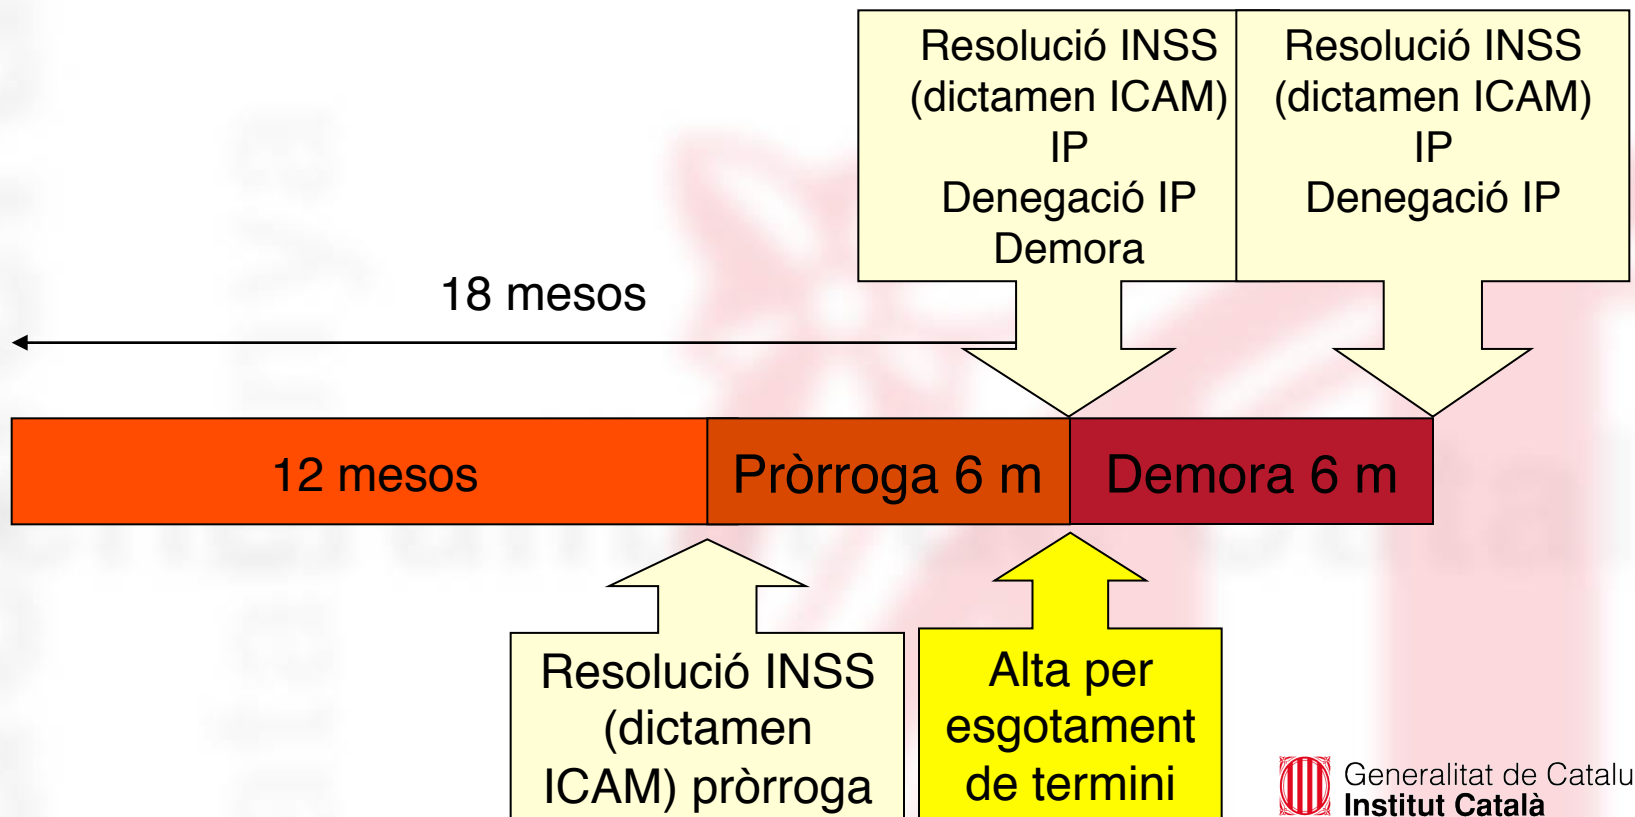 Resolució INSS
(dictamen ICAM)
IP
Denegació IP
Demora
Resolució INSS
(dictamen ICAM)
IP
Denegació IP
18 mesos
12 mesos
Pròrroga 6 m
Demora 6 m
Resolució INSS
(dictamen
ICAM) pròrroga
Alta per
esgotament
de termini
Generalitat de Catalu
Institut Català